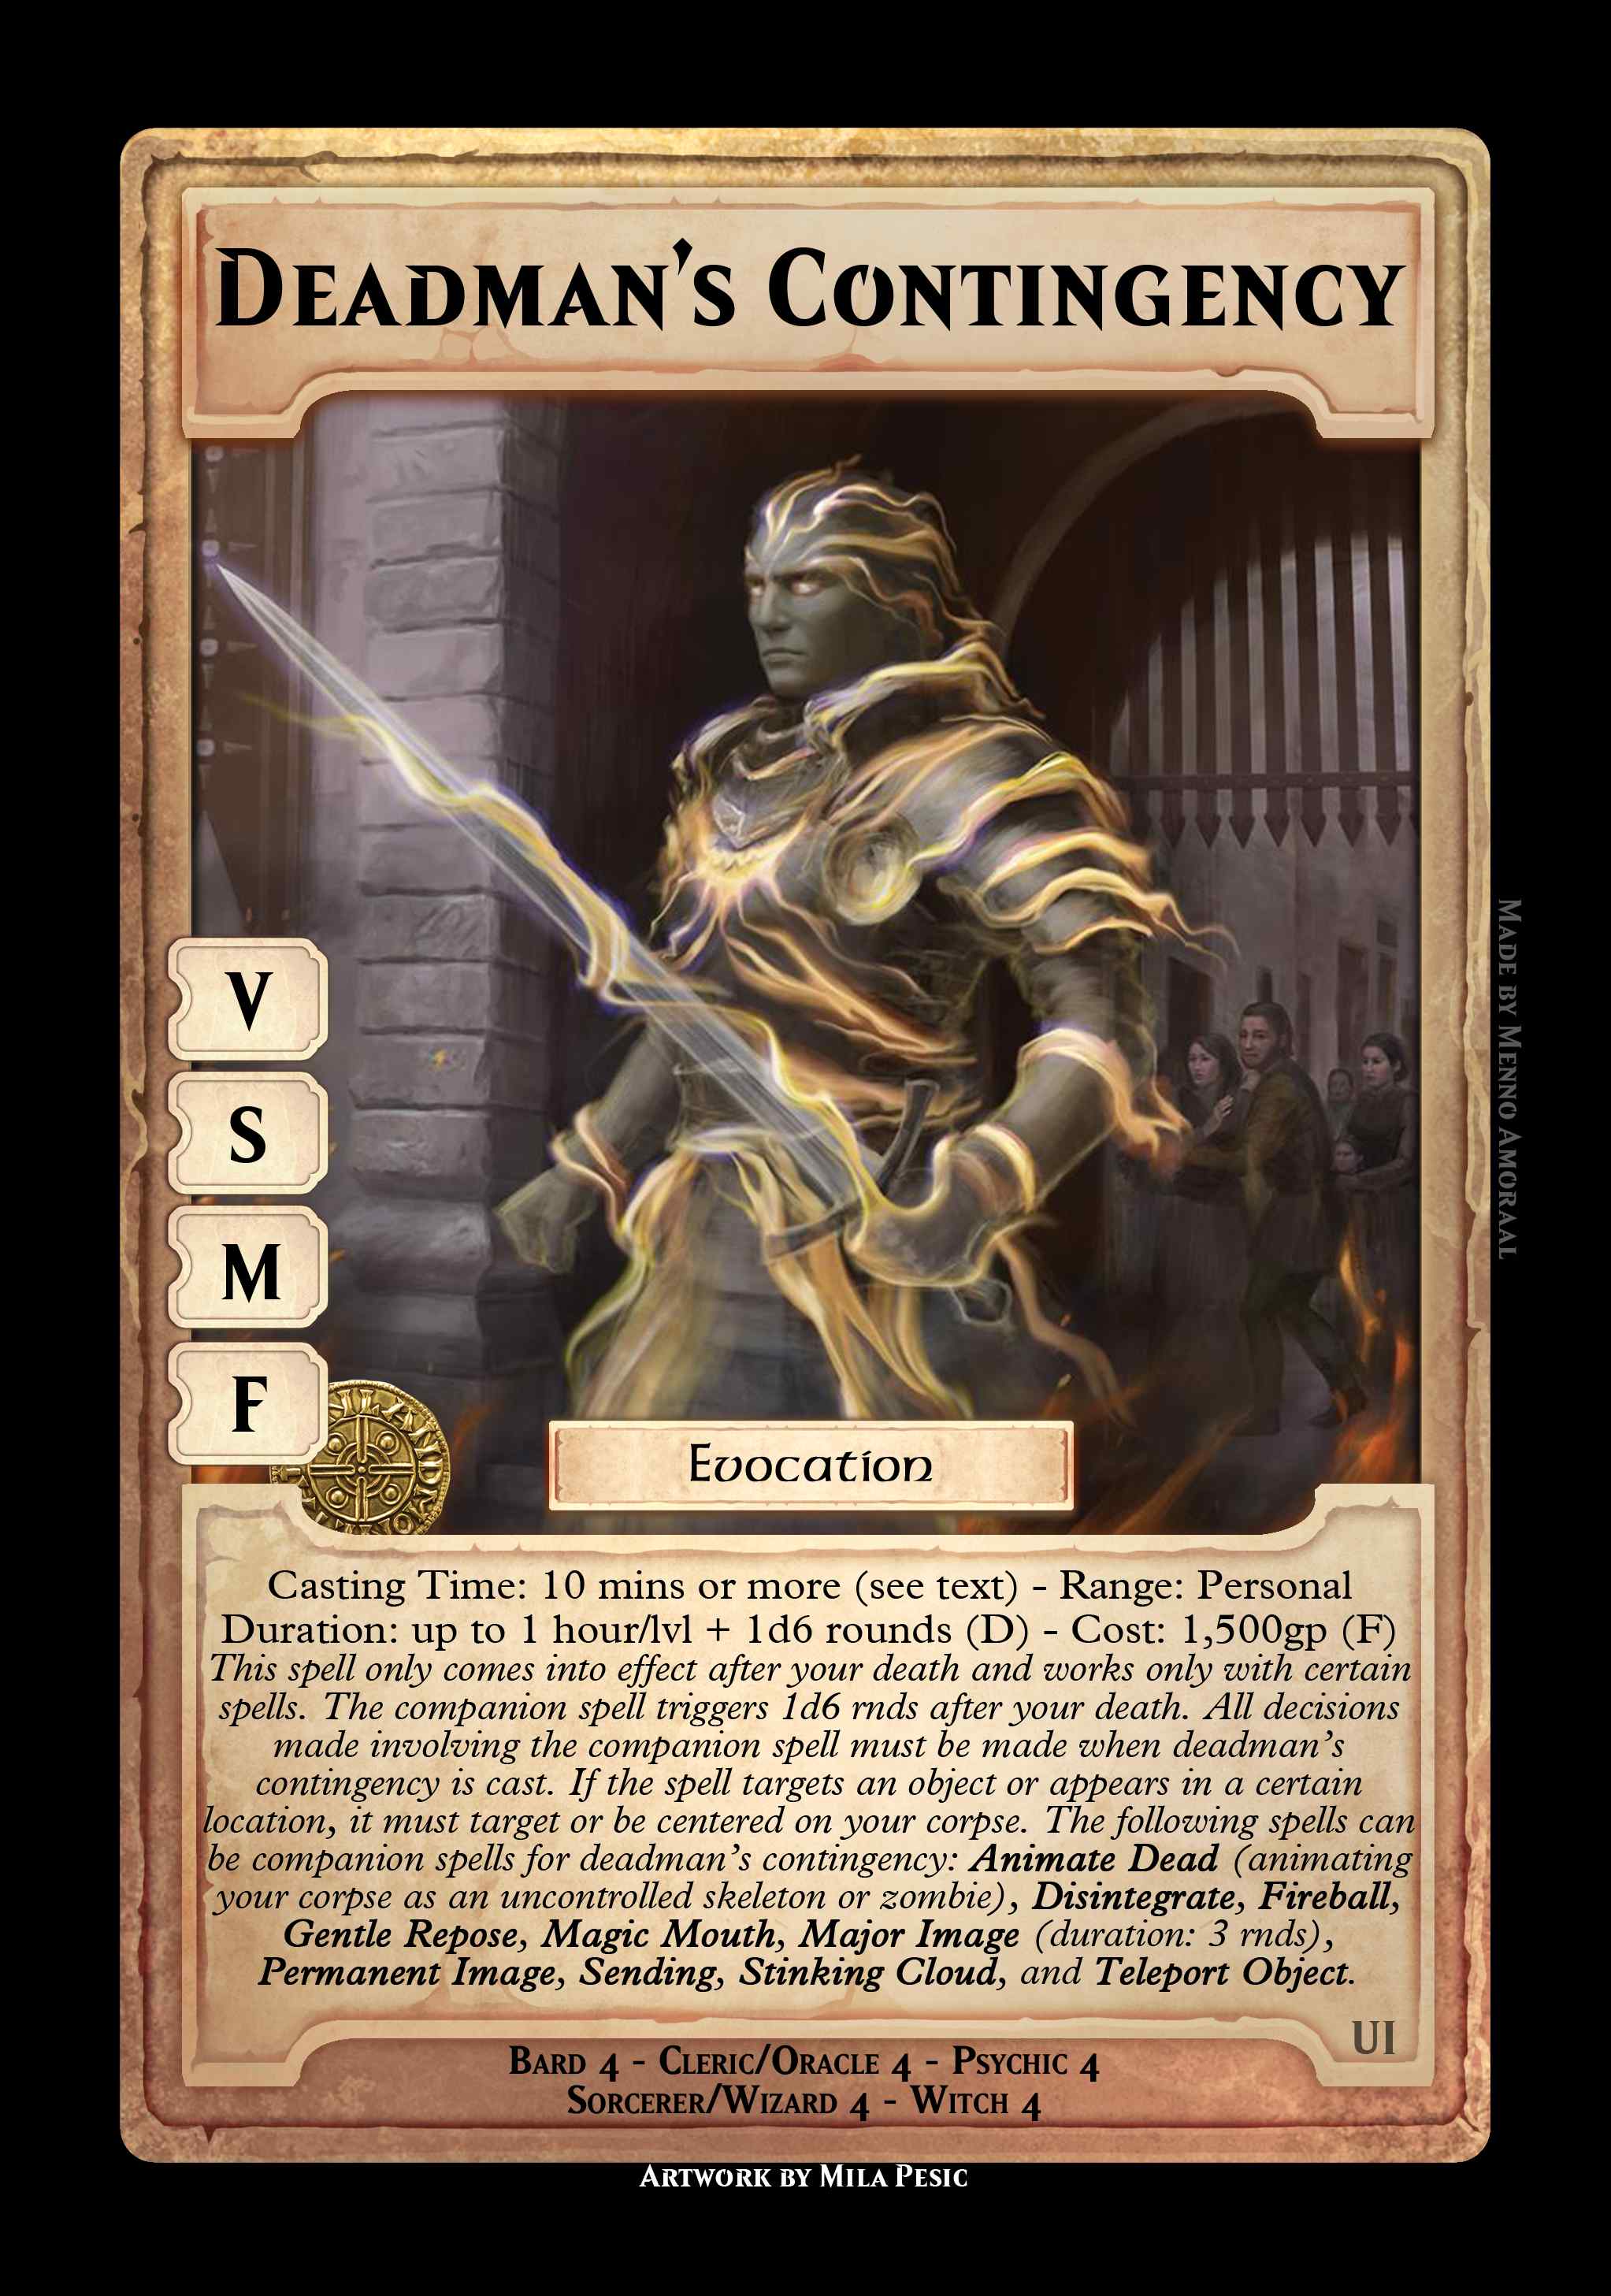 Deadman's Contingency
V
S
M
F
Evocation
Casting Time: 10 mins or more (see text) - Range: Personal
Duration: up to 1 hour/lvl + 1d6 rounds (D) - Cost: 1,500gp (F)
This spell only comes into effect after your death and works only with certain
spells. The companion spell triggers 1d6 rnds after your death. All decisions
made involving the companion spell must be made when deadman's
contingency is cast. If the spell targets an object or appears in a certain
location, it must target or be centered on your corpse. The following spells can
be companion spells for deadman's contingency: Animate Dead (animating
your corpse as an uncontrolled skeleton or zombie), Disintegrate, Fireball,
Gentle Repose, Magic Mouth, Major Image (duration: 3 rnds),
Permanent Image, Sending, Stinking Cloud, and Teleport Object.
UI
Bard 4 - Cleric/Oracle 4 - Psychic 4
Sorcerer/Wizard 4 - Witch 4
Artwork by Mila Pesic
Made by Menno Amoraal